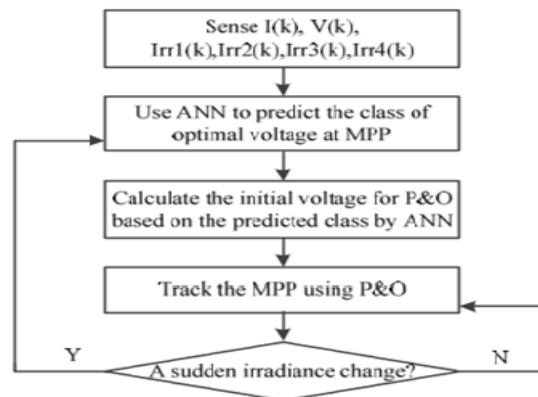 Sense I(k), V(k),
Irr1(k),Irr2(k),Irr3(k),Irr4(k)
Use ANN to predict the class of
optimal voltage at MPP
Calculate the initial voltage for P&O
based on the predicted class by ANN
Track the MPP using P&O
Y
N
A sudden irradiance change?